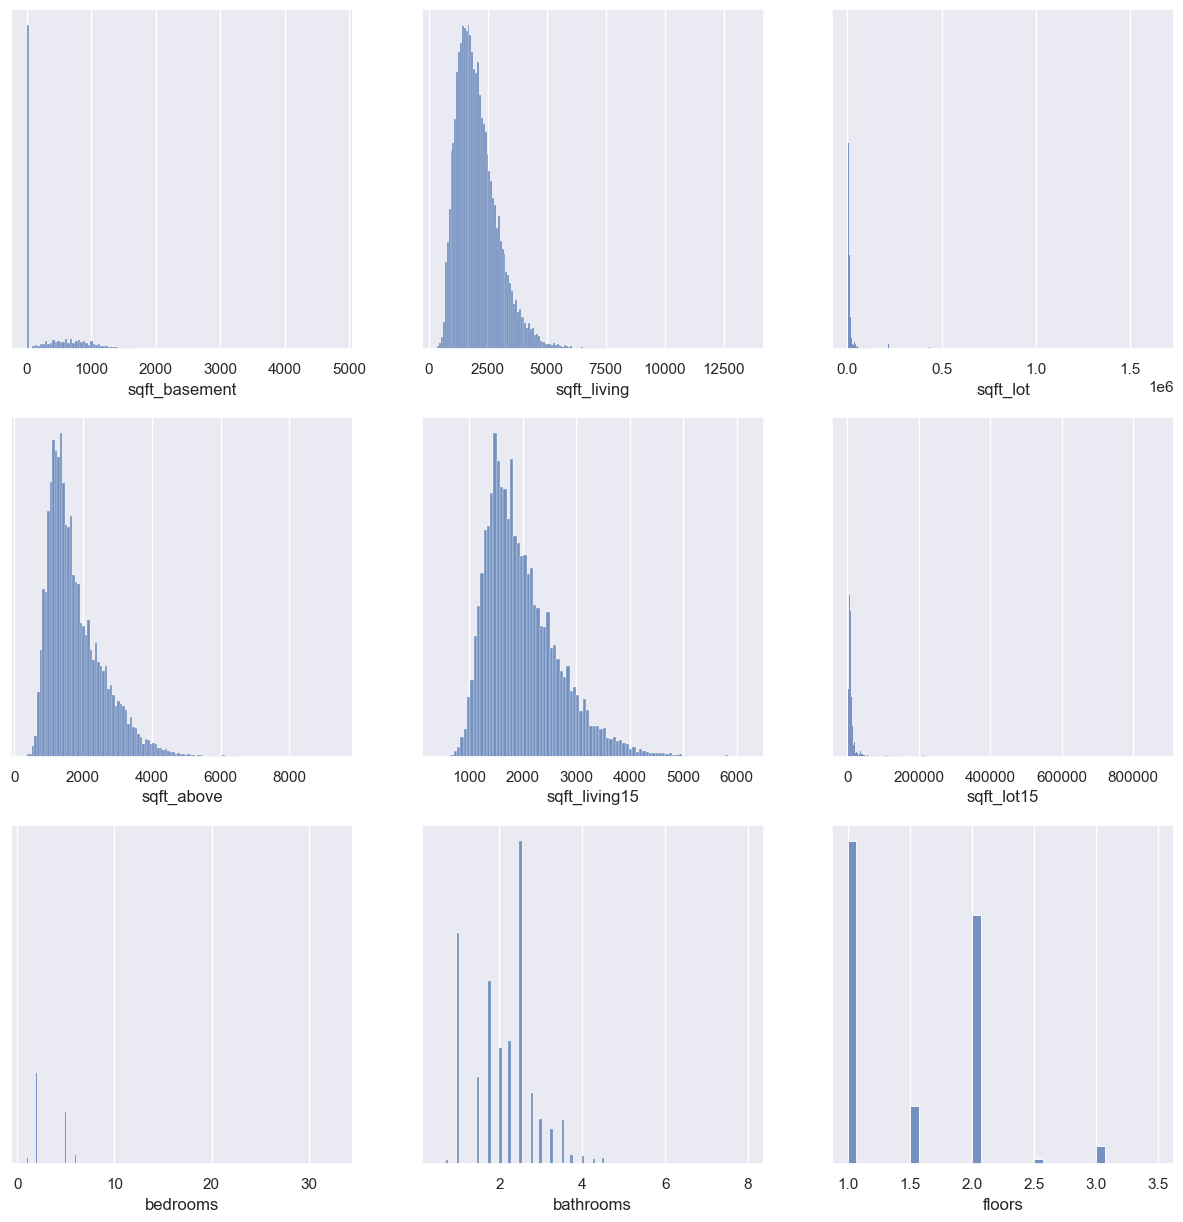 0 1000 2000 3000 4000 5000
sqft_basement
0 2500 5000 7500 10000 12500
sqft_living
0.0 0.5 1.0 1.5
1e6
sqft_lot
0 2000 4000 6000 8000
sqft_above
1000 2000 3000 4000 5000 6000
sqft_living15
0 200000 400000 600000 800000
sqft_lot15
0 10 20 30
bedrooms
2 4 6 8
bathrooms
1.0 1.5 2.0 2.5 3.0 3.5
floors